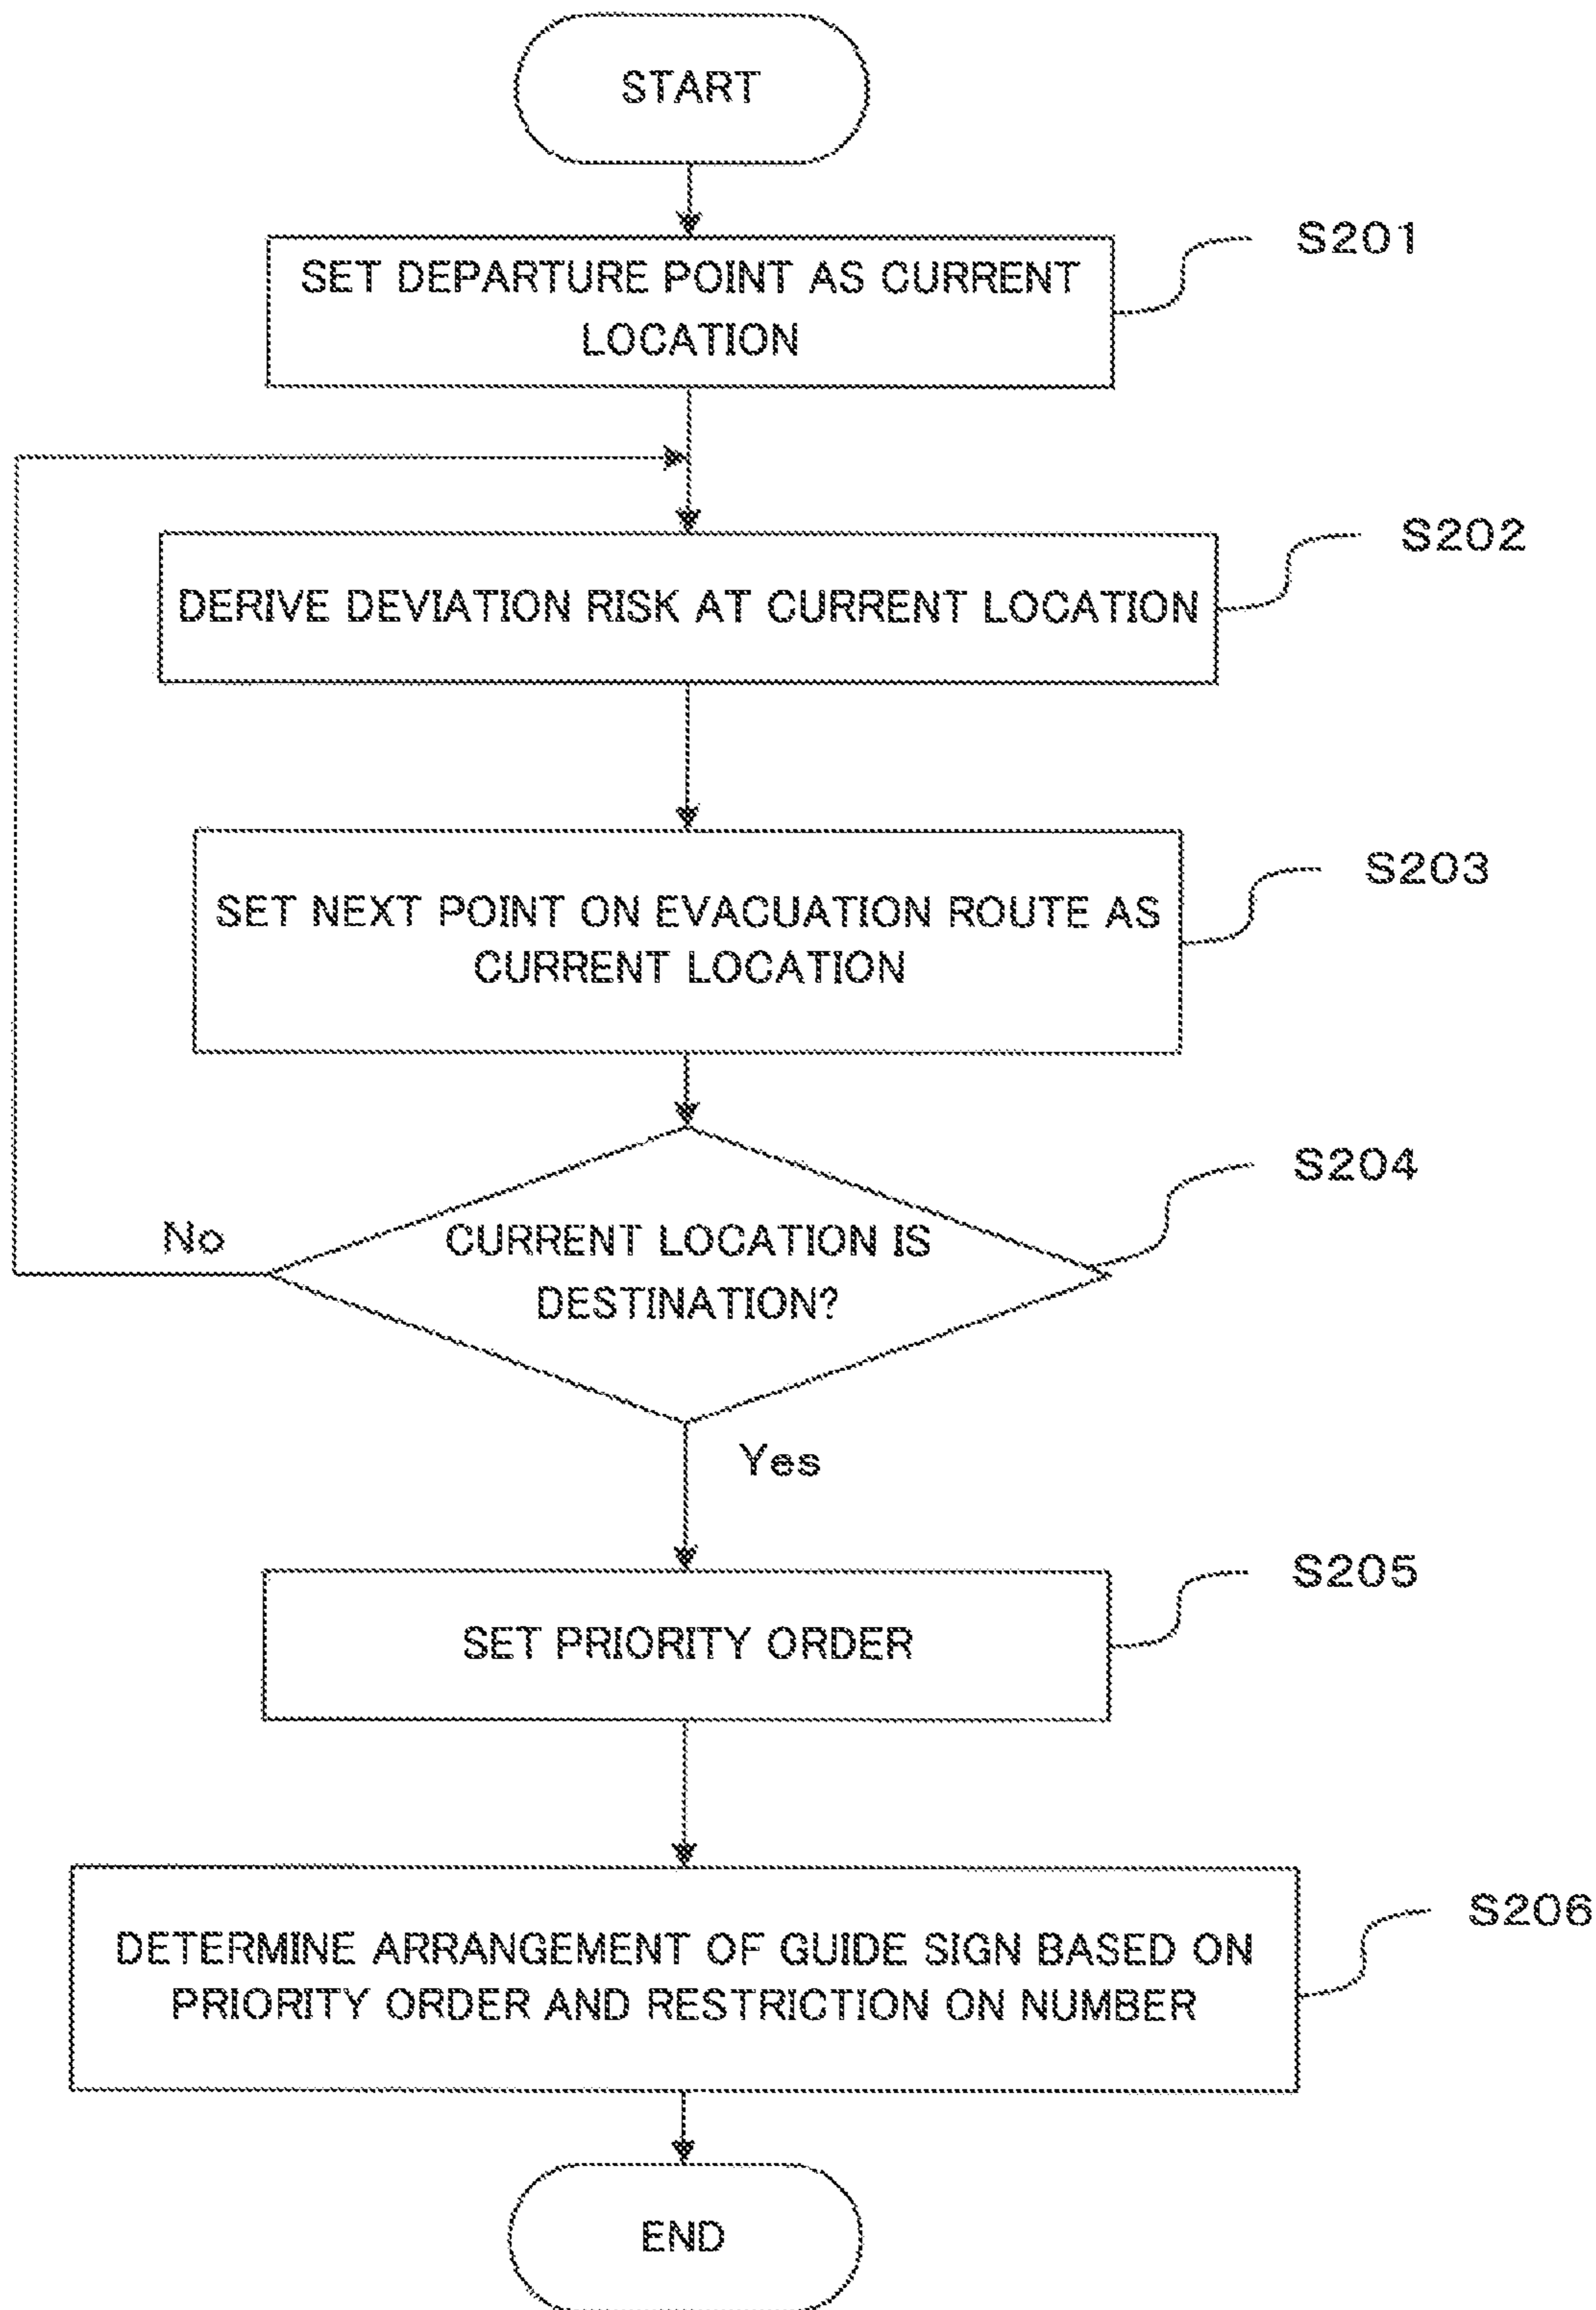 START
S201
SET DEPARTURE POINT AS CURRENT
LOCATION
S202
DERIVE DEVIATION RISK AT CURRENT LOCATION
S203
SET NEXT POINT ON EVACUATION ROUTE AS
CURRENT LOCATION
S204
No
CURRENT LOCATION IS
DESTINATION?
Yes
S205
SET PRIORITY ORDER
S206
DETERMINE ARRANGEMENT OF GUIDE SIGN BASED ON
PRIORITY ORDER AND RESTRICTION ON NUMBER
END